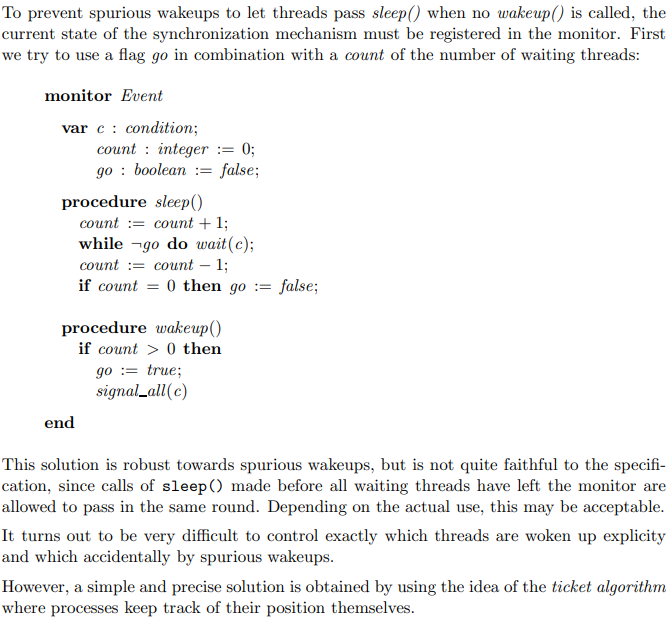 To prevent spurious wakeups to let threads pass sleep() when no wakeup() is called, the
current state of the synchronization mechanism must be registered in the monitor. First
we try to use a flag go in combination with a count of the number of waiting threads:
monitor Event
var c : condition;
count : integer := 0;
go : boolean := false;
procedure sleep()
count := count + 1;
while ¬go do wait(c);
count := count − 1;
if count = 0 then go := false;
procedure wakeup()
if count > 0 then
go := true;
signal_all(c)
end
This solution is robust towards spurious wakeups, but is not quite faithful to the specifi-
cation, since calls of sleep() made before all waiting threads have left the monitor are
allowed to pass in the same round. Depending on the actual use, this may be acceptable.
It turns out to be very difficult to control exactly which threads are woken up explicity
and which accidentally by spurious wakeups.
However, a simple and precise solution is obtained by using the idea of the ticket algorithm
where processes keep track of their position themselves.